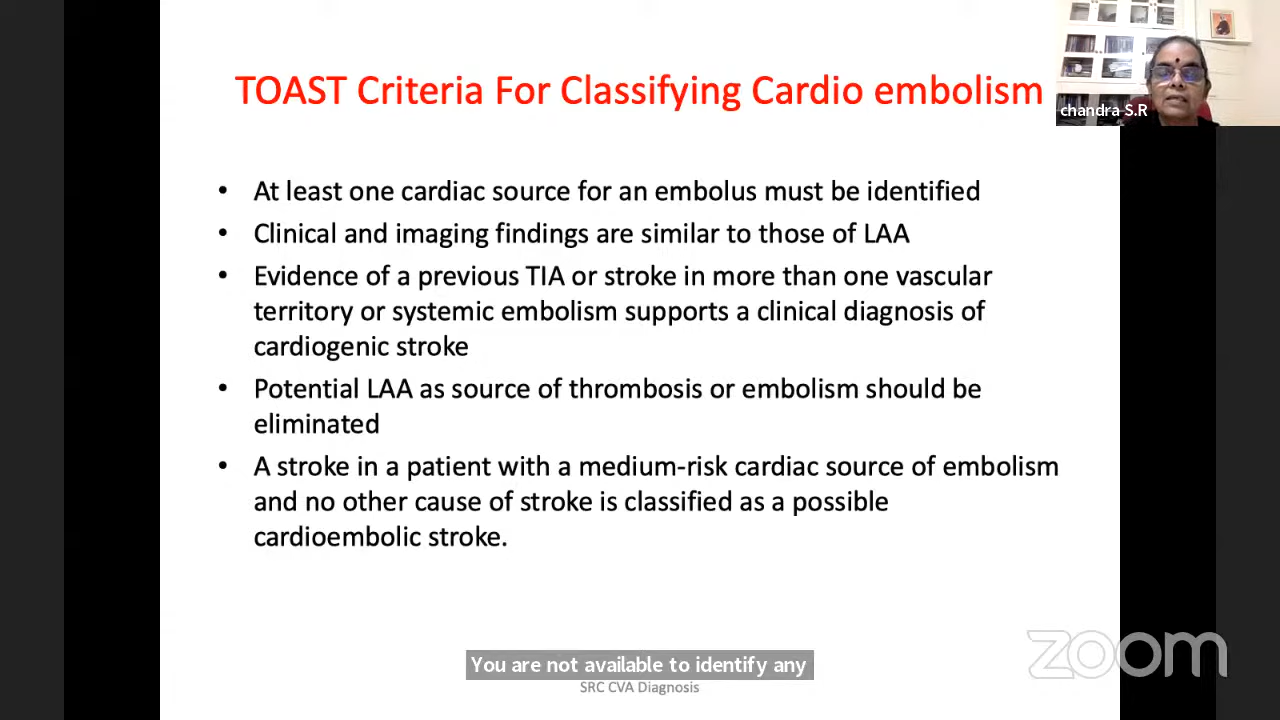 TOAST Criteria For Classifying Cardio embolism
chandra S.R
• At least one cardiac source for an embolus must be identified
• Clinical and imaging findings are similar to those of LAA
• Evidence of a previous TIA or stroke in more than one vascular
territory or systemic embolism supports a clinical diagnosis of
cardiogenic stroke
• Potential LAA as source of thrombosis or embolism should be
eliminated
• A stroke in a patient with a medium-risk cardiac source of embolism
and no other cause of stroke is classified as a possible
cardioembolic stroke.
zoom
You are not available to identify any
SRC CVA Diagnosis